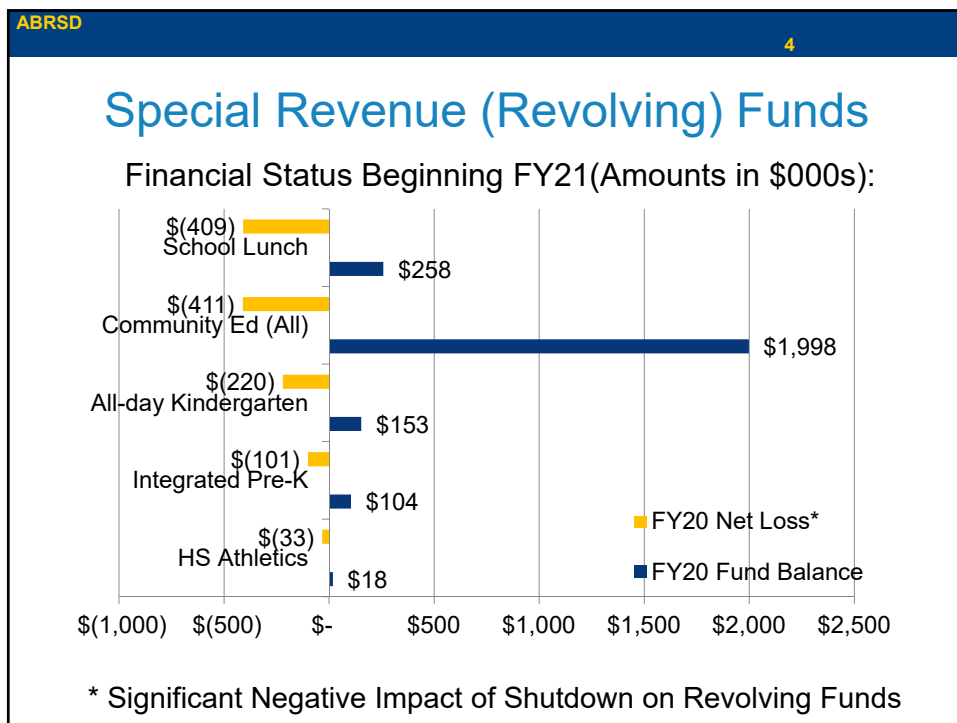 ABRSD
4
Special Revenue (Revolving) Funds
Financial Status Beginning FY21(Amounts in $000s):
$(409)
School Lunch
$258
$(411)
Community Ed (All)
$1,998
$(220)
All-day Kindergarten
$153
$(101)
Integrated Pre-K
$104
FY20 Net Loss*
$(33)
HS Athletics
FY20 Fund Balance
$18
$(1,000) $(500) $- $500 $1,000 $1,500 $2,000 $2,500
* Significant Negative Impact of Shutdown on Revolving Funds